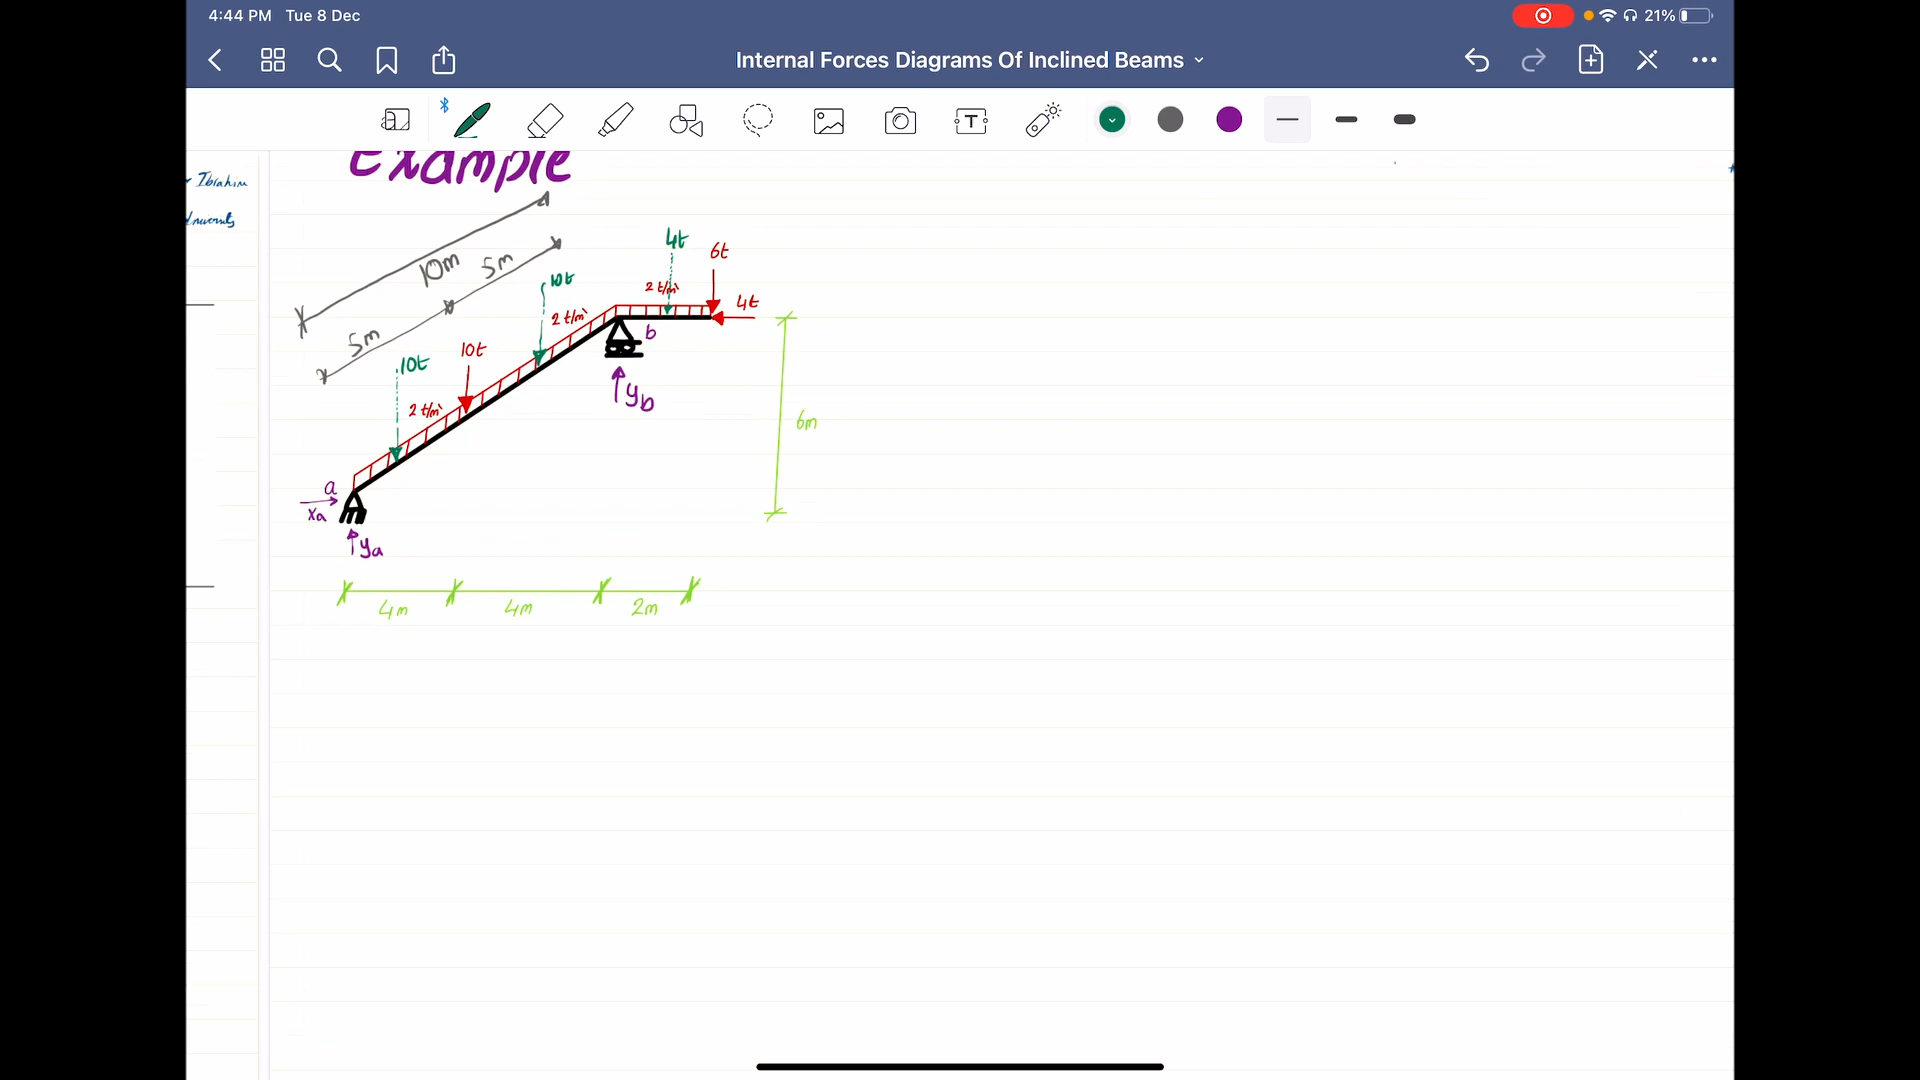 4:44 PM Tue 8 Dec
21%
Internal Forces Diagrams Of Inclined Beams
T
Example
Ibrahim
10m
5m
5m
4t
6t
10t
2 t/m'
4t
2 t/m'
b
10t
10t
yb
2 t/m'
6m
a
xa
ya
4m
4m
2m